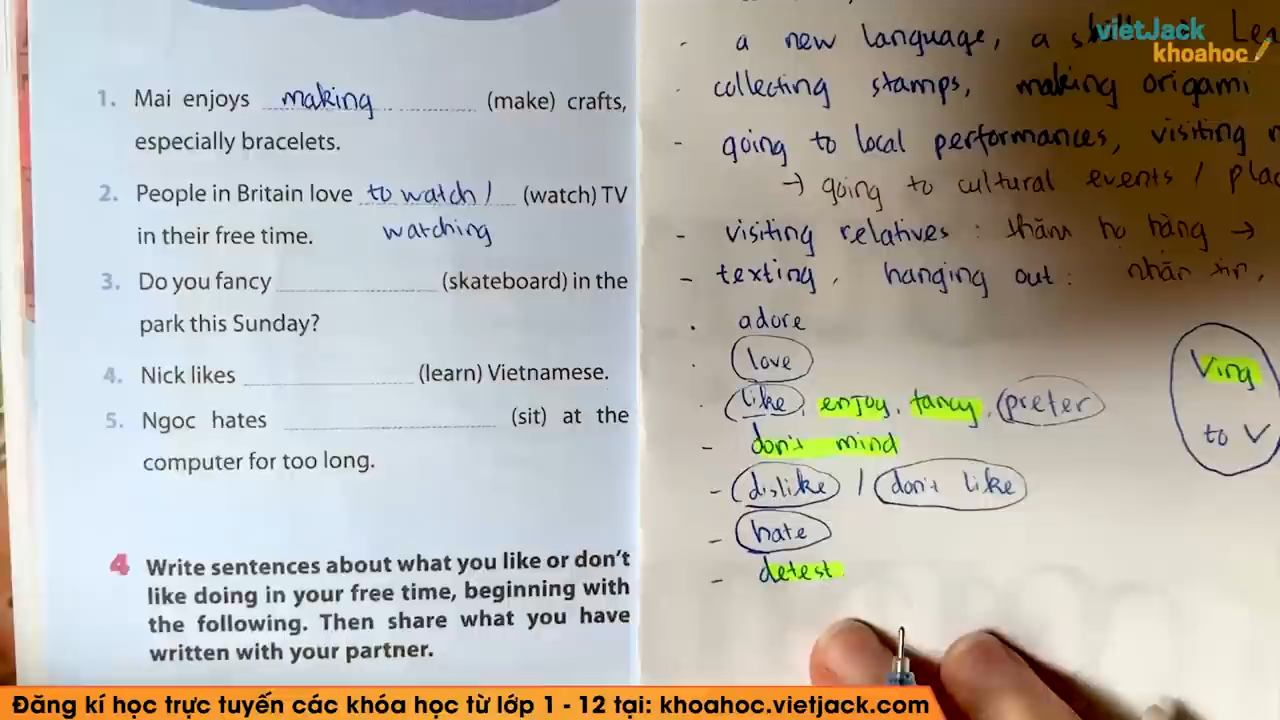 1. Mai enjoys making (make) crafts,
especially bracelets.
2. People in Britain love to watch / (watch) TV
in their free time. watching
3. Do you fancy (skateboard) in the
park this Sunday?
4. Nick likes (learn) Vietnamese.
5. Ngoc hates (sit) at the
computer for too long.
4 Write sentences about what you like or don't
like doing in your free time, beginning with
the following. Then share what you have
written with your partner.
vietJack
khoahoc
- a new language, a
- collecting stamps, making origami
- going to local performances, visiting
→ going to cultural events /
- visiting relatives : thăm họ hàng →
- texting, hanging out : nhắn tin,
- adore
- love
- like, enjoy, fancy, prefer
- don't mind
- dislike / don't like
- hate
- detest
Ving
to V
Đăng kí học trực tuyến các khóa học từ lớp 1 - 12 tại: khoahoc.vietjack.com